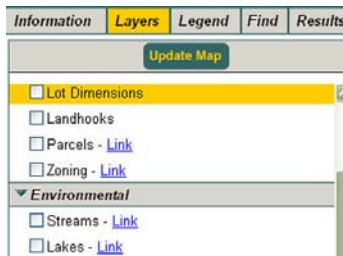 Information Layers Legend Find Results
Update Map
Lot Dimensions
Landhooks
Parcels - Link
Zoning - Link
Environmental
Streams - Link
Lakes - Link